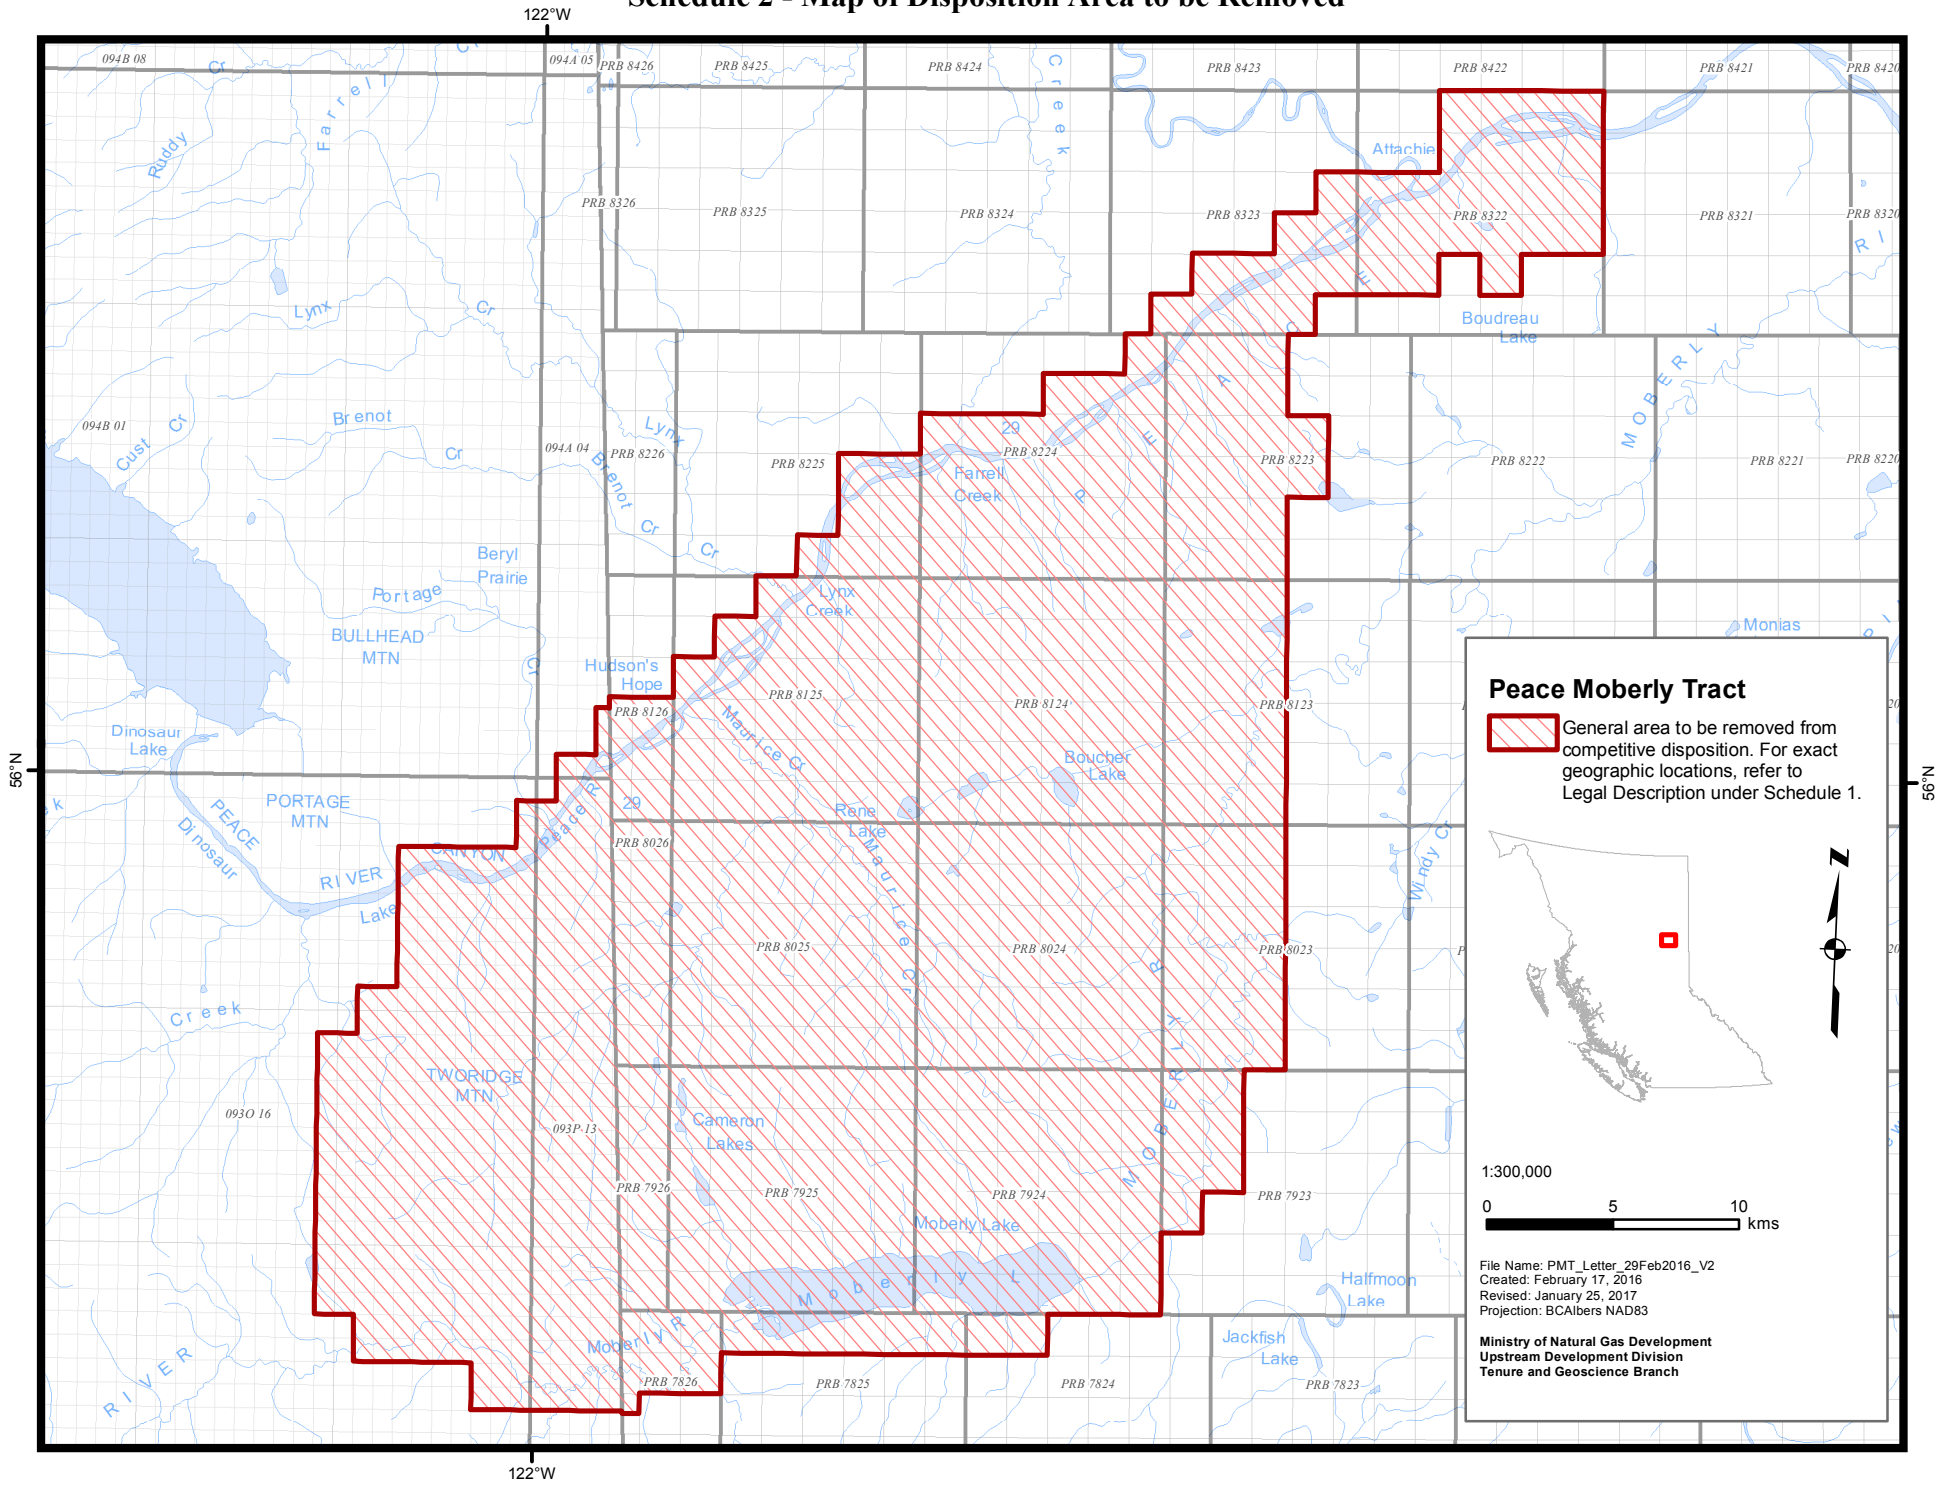 Schedule 2 - Map of Disposition Area to be Removed
122°W
094B 08
Cr
Cr
094A 05
PRB 8426
PRB 8425
PRB 8424
PRB 8423
PRB 8422
PRB 8421
PRB 8420
Farrell
Creek
Ruddy
Attachie
PRB 8326
PRB 8325
PRB 8324
PRB 8323
PRB 8322
PRB 8321
PRB 8320
RI
Lynx
Cr
Boudreau
Lake
MOBERLY
PEACE
094B 01
Cust Cr
Brenot
Cr
094A 04
Lynx
PRB 8226
Brenot
Cr
Cr
PRB 8225
29
PRB 8224
PRB 8223
PRB 8222
PRB 8221
PRB 8220
Farrell
Creek
Beryl
Prairie
Portage
Cr
Lynx
Creek
BULLHEAD
MTN
Monias
Hudson's
Hope
PRB 8126
PRB 8125
PRB 8124
PRB 8123
Maurice Cr
Dinosaur
Lake
Boucher
Lake
56°N
56°N
PORTAGE
MTN
PEACE
Dinosaur
RIVER
Lake
CANYON
Peace R
29
Rene
Lake
Maurice Cr
PRB 8026
PRB 8025
PRB 8024
PRB 8023
Windy Cr
Creek
MOBERLY R
TWORIDGE
MTN
093O 16
093P 13
Cameron
Lakes
PRB 7926
PRB 7925
PRB 7924
PRB 7923
Moberly Lake
Moberly L
Halfmoon
Lake
Moberly R
Jackfish
Lake
RIVER
PRB 7826
PRB 7825
PRB 7824
PRB 7823
122°W
Peace Moberly Tract
General area to be removed from
competitive disposition. For exact
geographic locations, refer to
Legal Description under Schedule 1.
N
1:300,000
0 5 10
kms
File Name: PMT_Letter_29Feb2016_V2
Created: February 17, 2016
Revised: January 25, 2017
Projection: BCAlbers NAD83
Ministry of Natural Gas Development
Upstream Development Division
Tenure and Geoscience Branch